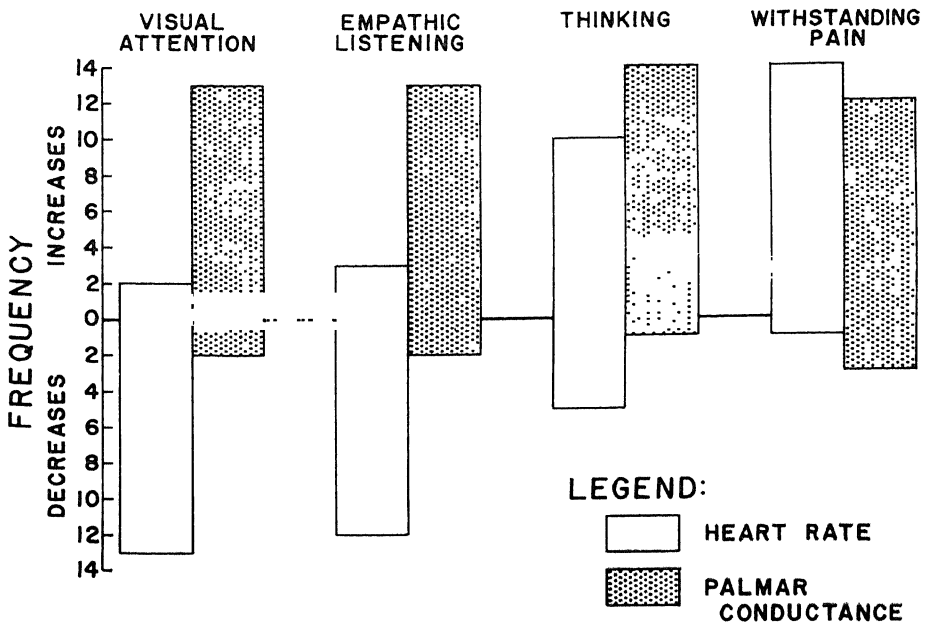 VISUAL
ATTENTION
EMPATHIC
LISTENING
THINKING
WITHSTANDING
PAIN
FREQUENCY
INCREASES
DECREASES
14
12
10
8
6
4
2
0
2
4
6
8
10
12
14
LEGEND:
HEART RATE
PALMAR
CONDUCTANCE